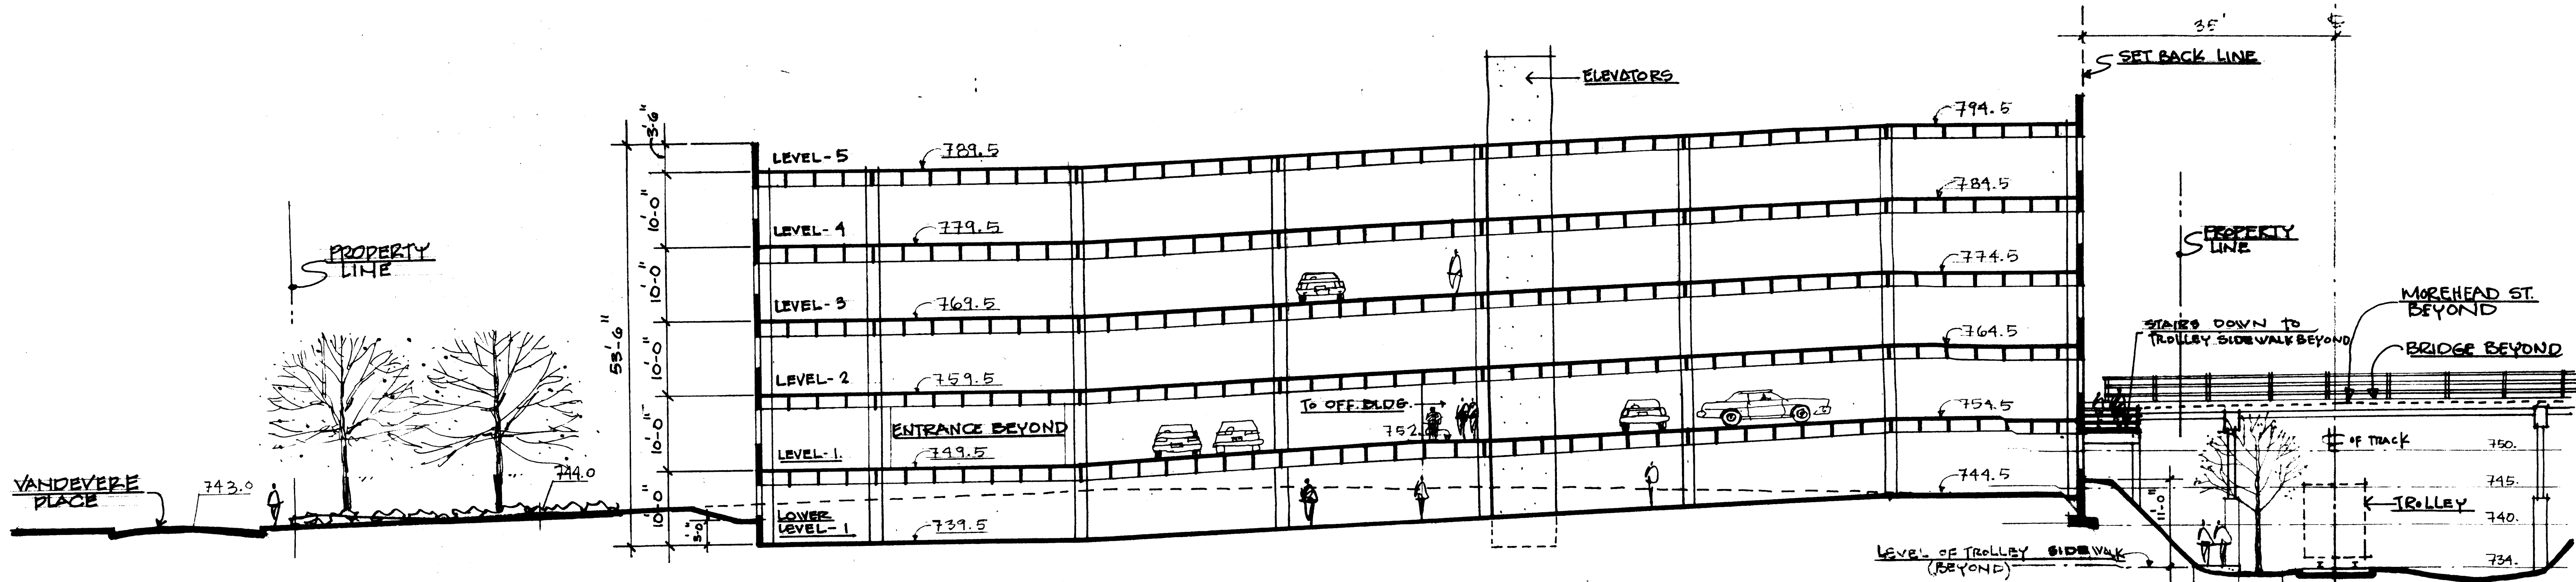 35'
℄
SET BACK LINE
ELEVATORS
3'-6"
794.5
LEVEL-5
789.5
10'-0"
784.5
LEVEL-4
779.5
PROPERTY
LINE
PROPERTY
LINE
10'-0"
774.5
LEVEL-3
769.5
MOREHEAD ST.
BEYOND
STAIRS DOWN TO
TROLLEY SIDEWALK BEYOND
BRIDGE BEYOND
53'-6"
10'-0"
764.5
LEVEL-2
759.5
TO OFF. BLDG.
754.5
ENTRANCE BEYOND
752.
10'-0"
LEVEL-1.
749.5
℄ OF TRACK
750.
VANDEVERE
PLACE
743.0
744.0
744.5
745.
11'-0"
TROLLEY
10'-0"
LOWER
LEVEL-1
739.5
740.
LEVEL OF TROLLEY SIDEWALK
(BEYOND)
734.